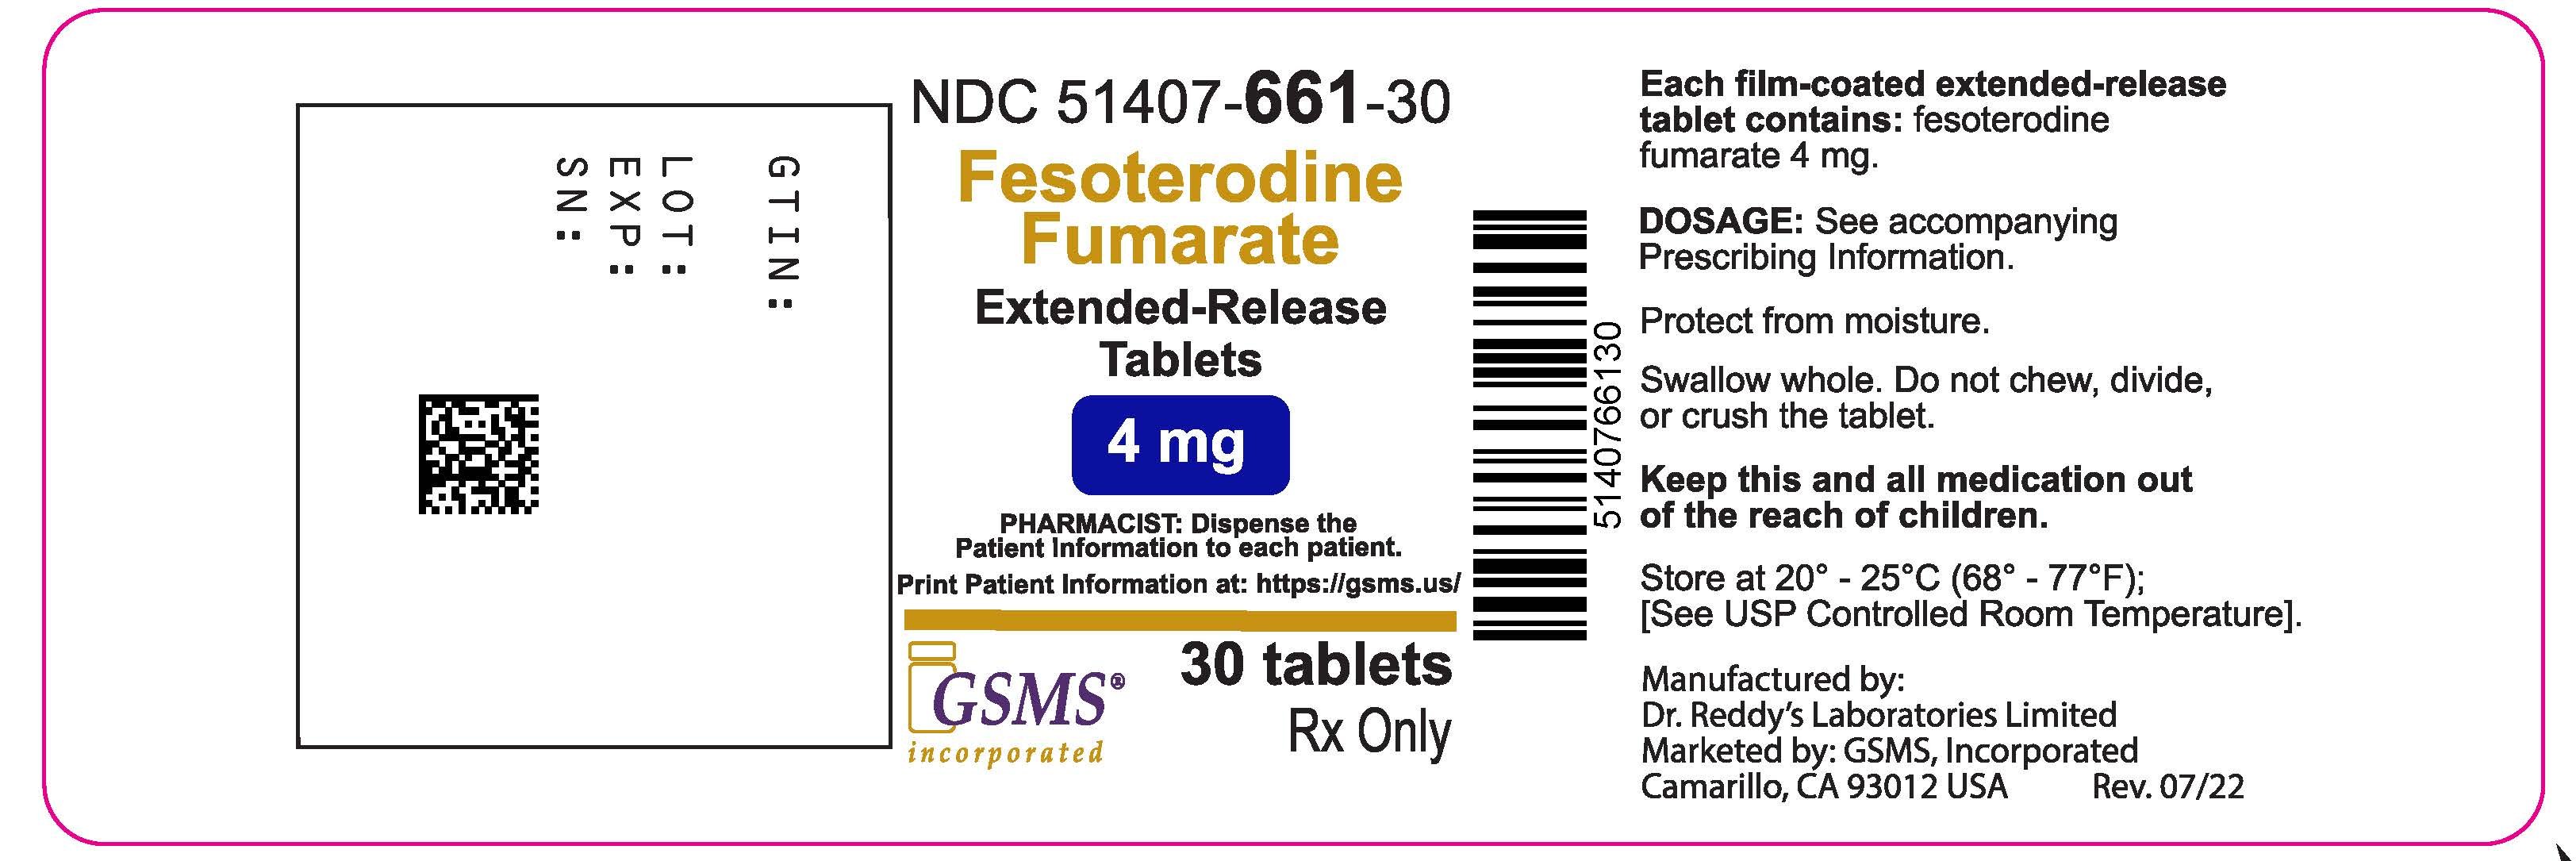 GTIN:
LOT:
EXP:
SN:
NDC 51407-661-30
Fesoterodine
Fumarate
Extended-Release
Tablets
4 mg
PHARMACIST: Dispense the
Patient Information to each patient.
Print Patient Information at: https://gsms.us/
GSMS®
incorporated
30 tablets
Rx Only
5140766130
Each film-coated extended-release
tablet contains: fesoterodine
fumarate 4 mg.
DOSAGE: See accompanying
Prescribing Information.
Protect from moisture.
Swallow whole. Do not chew, divide,
or crush the tablet.
Keep this and all medication out
of the reach of children.
Store at 20° - 25°C (68° - 77°F);
[See USP Controlled Room Temperature].
Manufactured by:
Dr. Reddy's Laboratories Limited
Marketed by: GSMS, Incorporated
Camarillo, CA 93012 USA Rev. 07/22